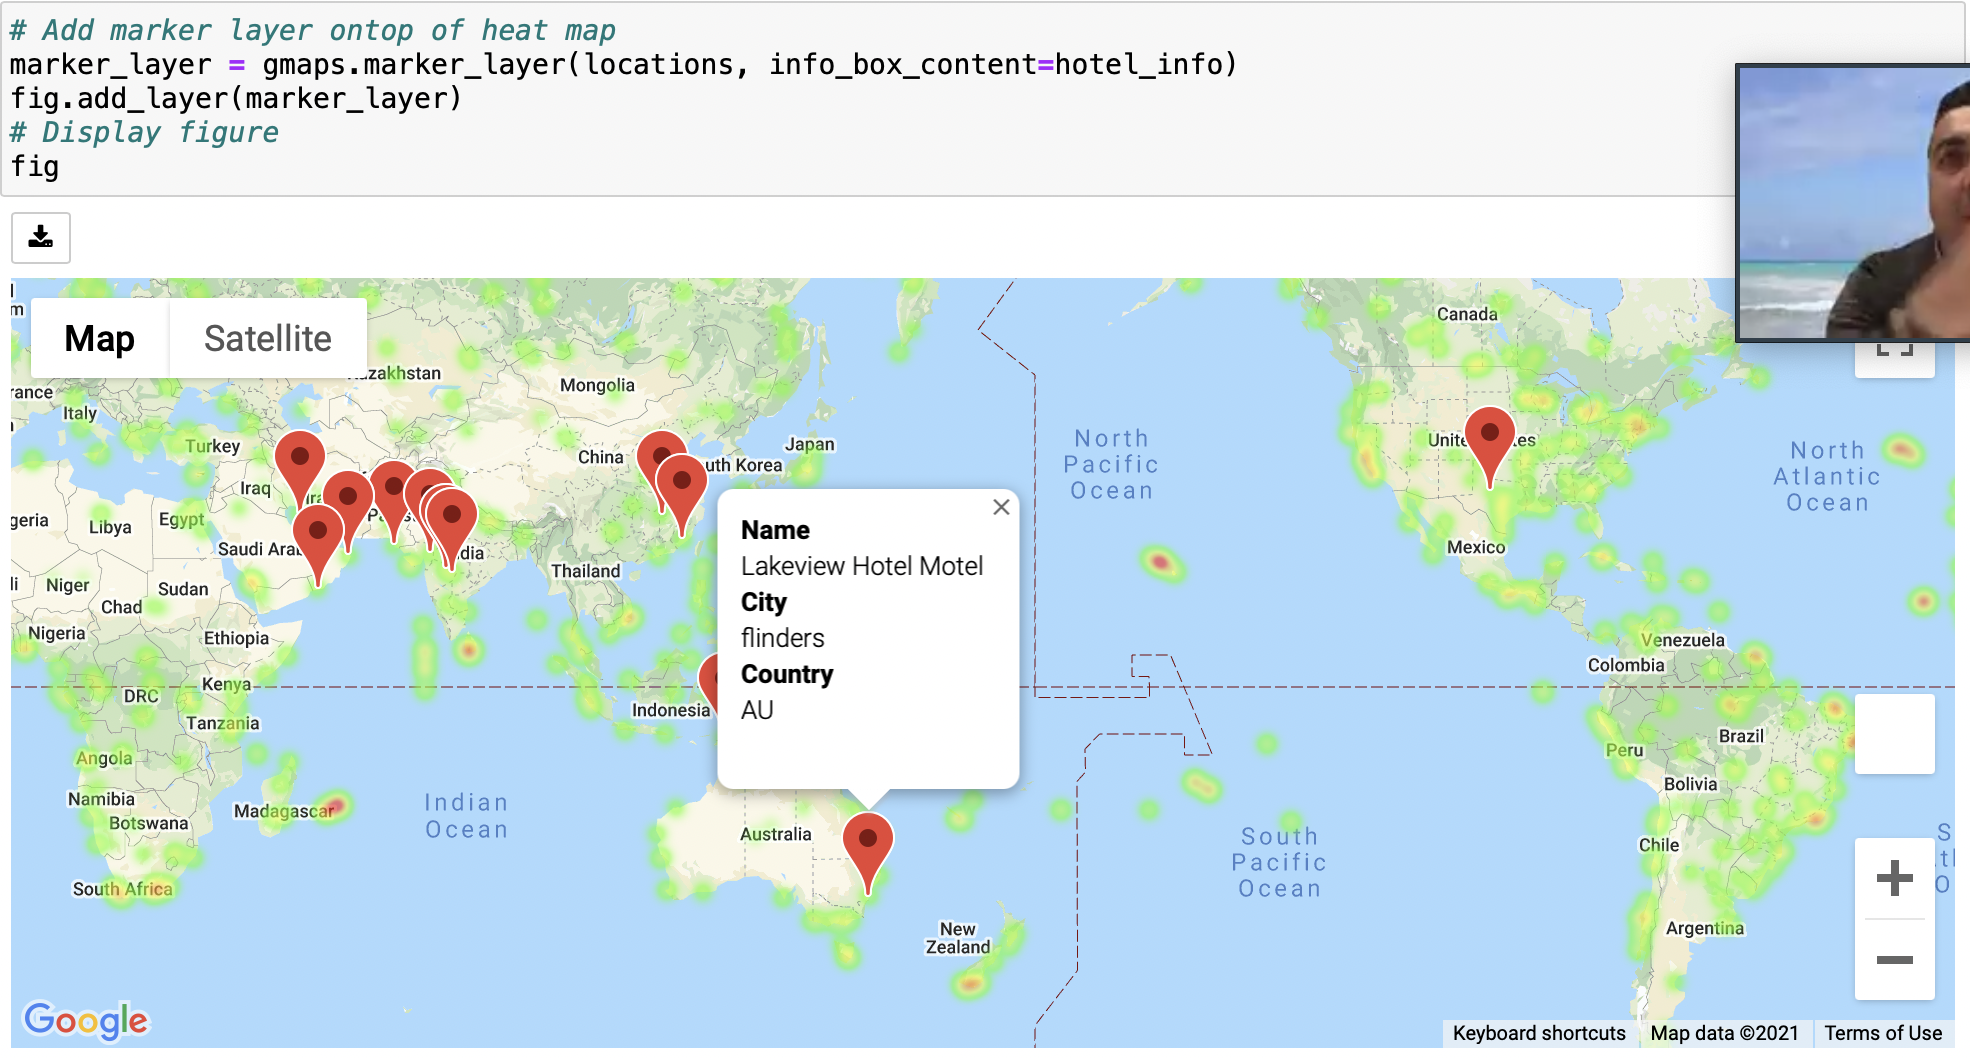 # Add marker layer ontop of heat map
marker_layer = gmaps.marker_layer(locations, info_box_content=hotel_info)
fig.add_layer(marker_layer)
# Display figure
fig
Map
Satellite
Canada
azakhstan
Mongolia
rance
Italy
Turkey
China
Japan
uth Korea
North
Pacific
Ocean
United States
North
Atlantic
Ocean
Iraq
geria
Libya
Egypt
Saudi Ara
dia
Mexico
Thailand
Niger
Sudan
Chad
Nigeria
Ethiopia
Venezuela
Colombia
DRC
Kenya
Tanzania
Indonesia
Name
Lakeview Hotel Motel
City
flinders
Country
AU
Peru
Brazil
Bolivia
Angola
Namibia
Botswana
Madagascar
Indian
Ocean
Australia
South
Pacific
Ocean
Chile
South Africa
New
Zealand
Argentina
Google
Keyboard shortcuts
Map data ©2021
Terms of Use